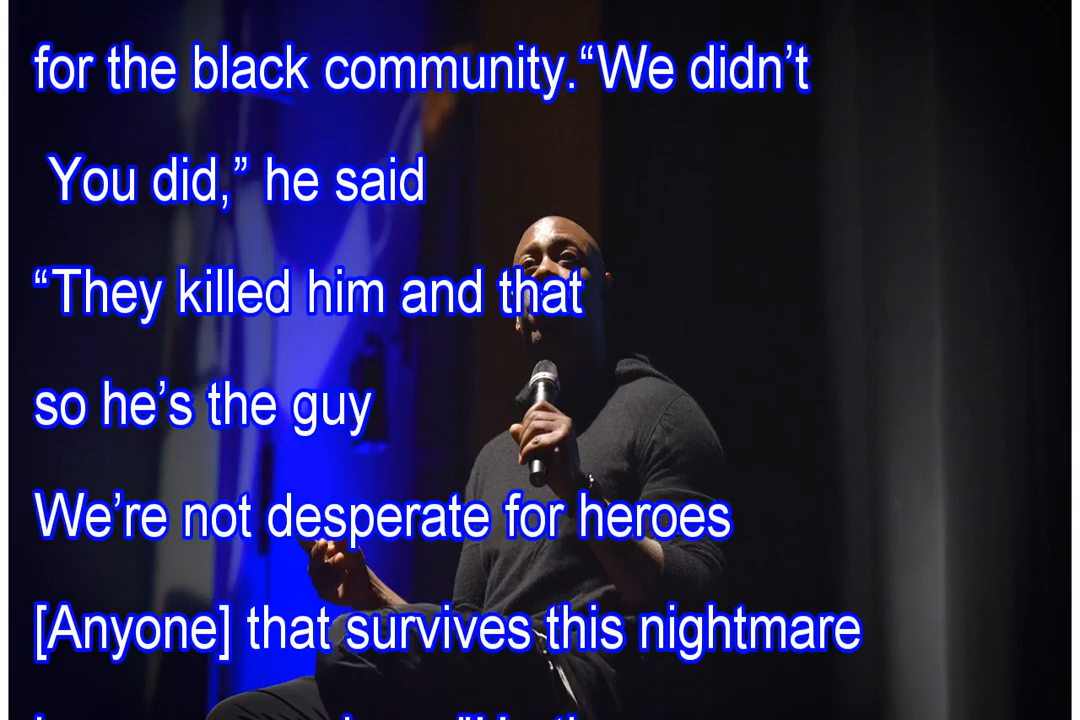 for the black community.“We didn’t
You did,” he said
“They killed him and that
so he’s the guy
We’re not desperate for heroes
[Anyone] that survives this nightmare